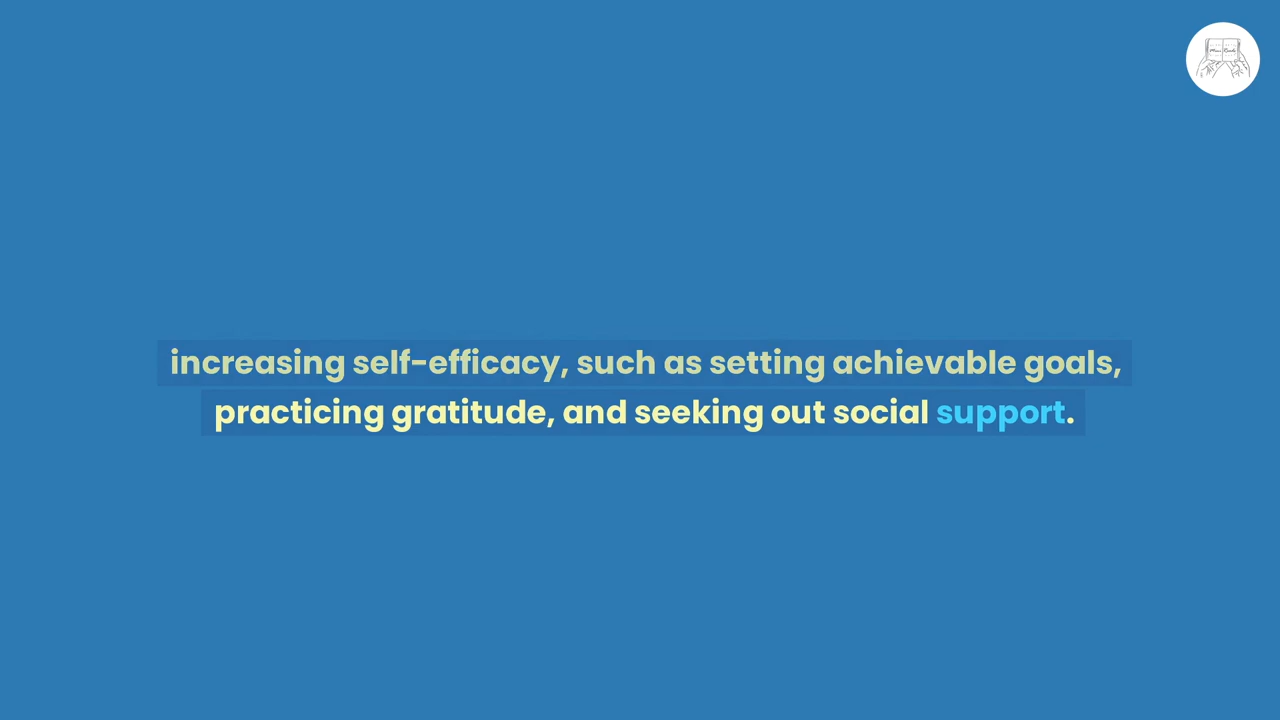 increasing self-efficacy, such as setting achievable goals,
practicing gratitude, and seeking out social support.